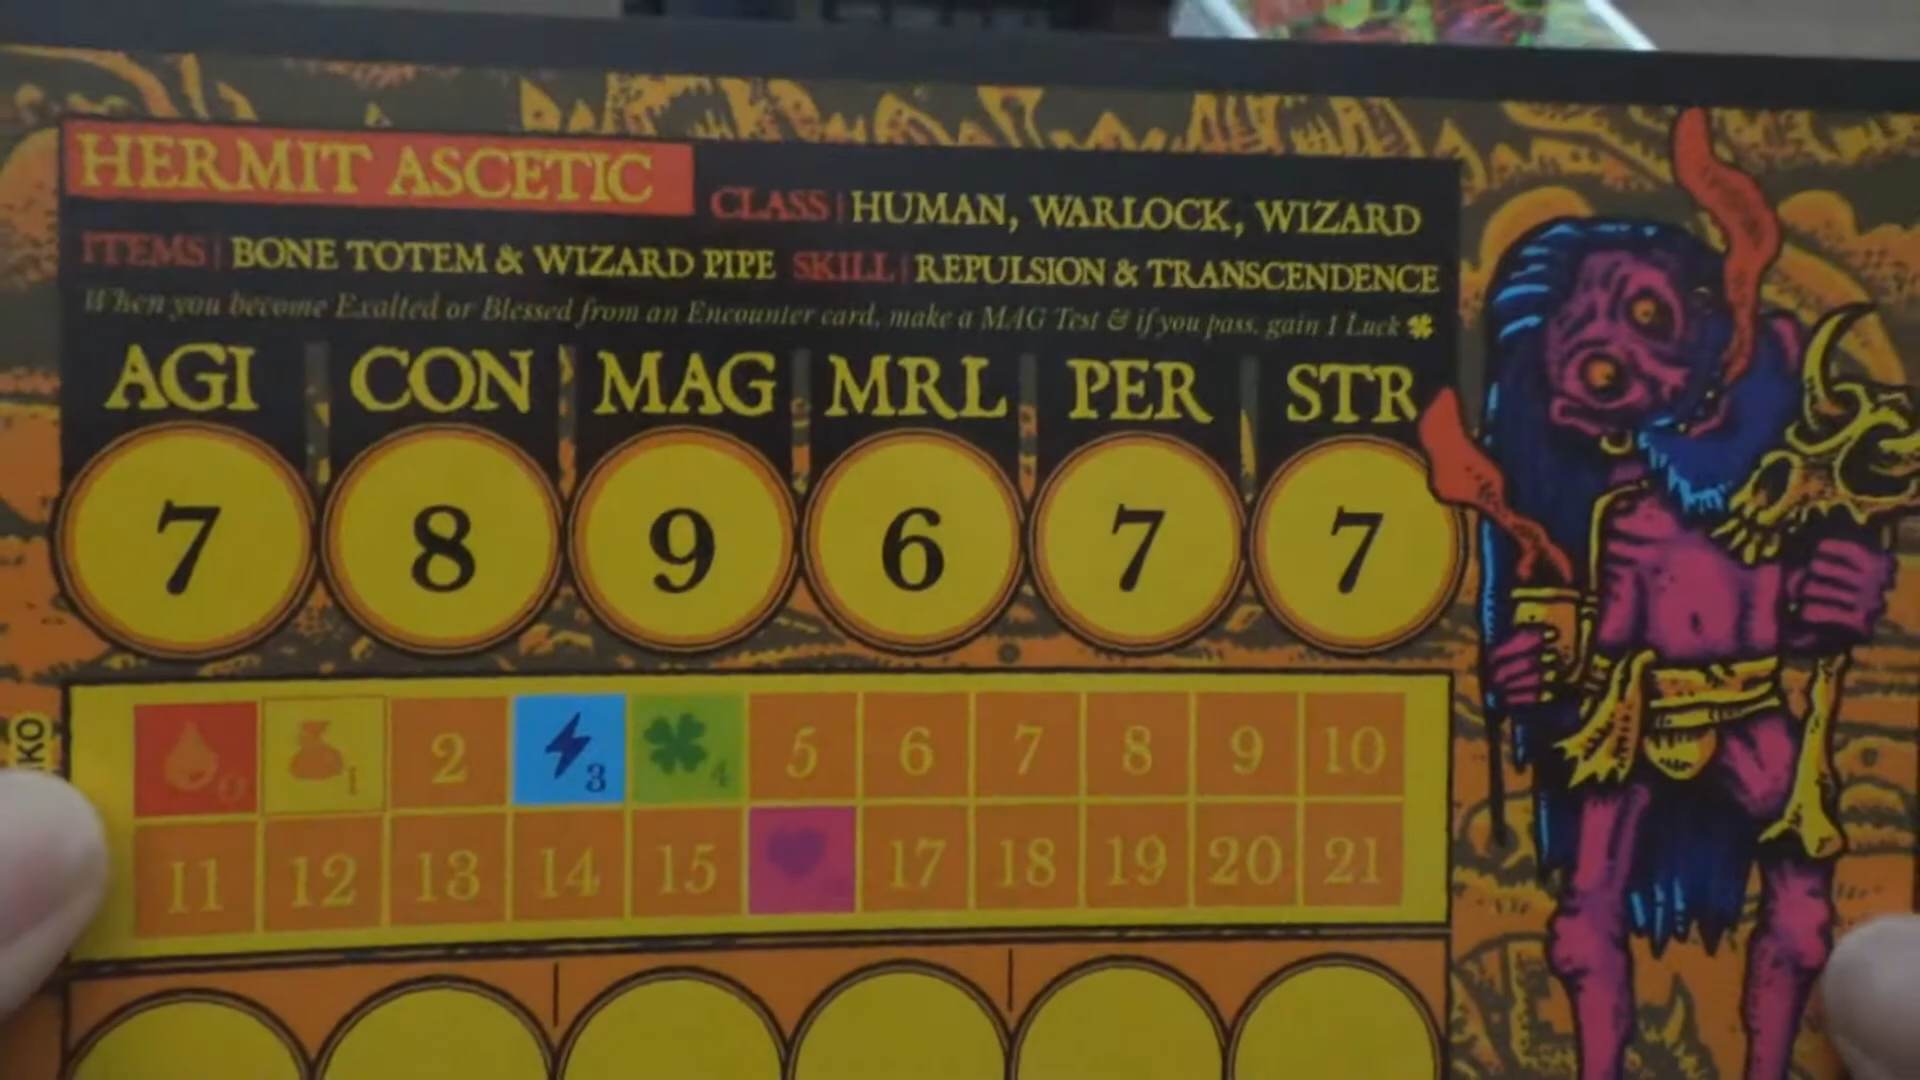 HERMIT ASCETIC
CLASS | HUMAN, WARLOCK, WIZARD
ITEMS | BONE TOTEM & WIZARD PIPE SKILL | REPULSION & TRANSCENDENCE
When you become Exalted or Blessed from an Encounter card, make a MAG Test & if you pass, gain 1 Luck
AGI CON MAG MRL PER STR
7 8 9 6 7 7
0 1 2 3 4 5 6 7 8 9 10
11 12 13 14 15 17 18 19 20 21